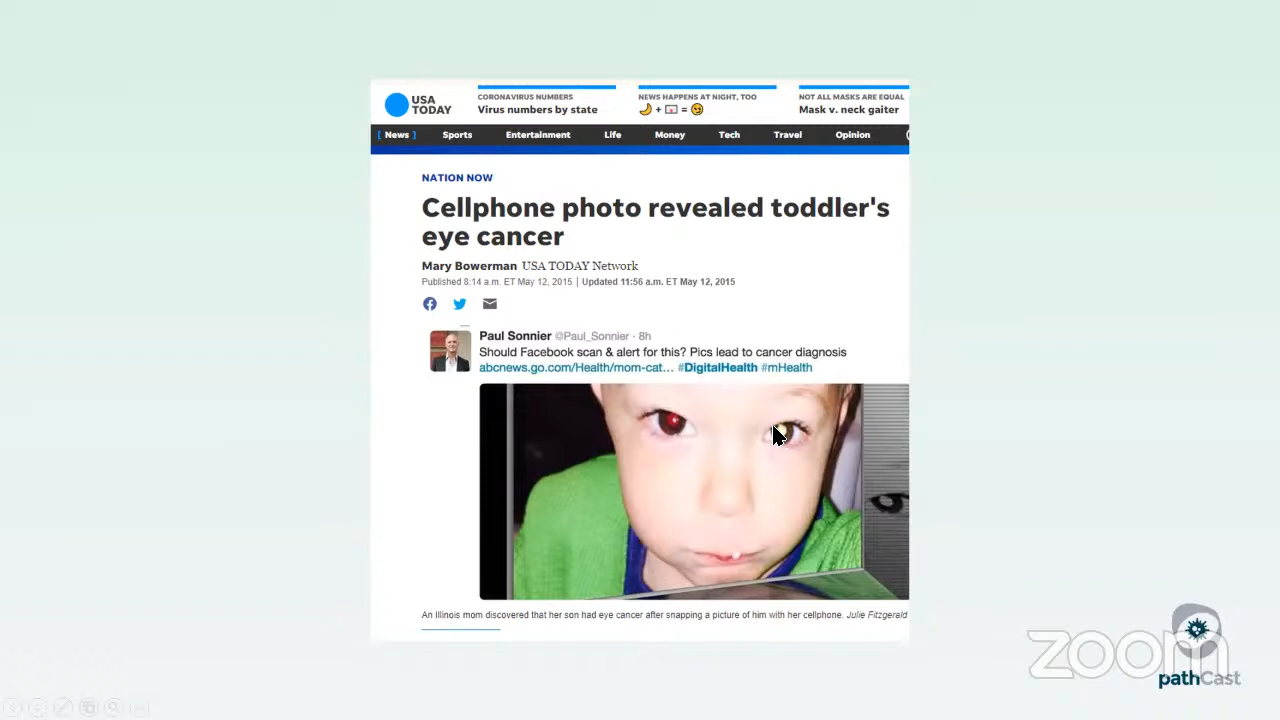 USA
TODAY
CORONAVIRUS NUMBERS
Virus numbers by state
NEWS HAPPENS AT NIGHT, TOO
🌙 + 💌 = 😉
NOT ALL MASKS ARE EQUAL
Mask v. neck gaiter
[ News ] Sports Entertainment Life Money Tech Travel Opinion
NATION NOW
Cellphone photo revealed toddler's
eye cancer
Mary Bowerman USA TODAY Network
Published 8:14 a.m. ET May 12, 2015 | Updated 11:56 a.m. ET May 12, 2015
Paul Sonnier @Paul_Sonnier · 8h
Should Facebook scan & alert for this? Pics lead to cancer diagnosis
abcnews.go.com/Health/mom-cat... #DigitalHealth #mHealth
An Illinois mom discovered that her son had eye cancer after snapping a picture of him with her cellphone. Julie Fitzgerald
zoom
pathCast